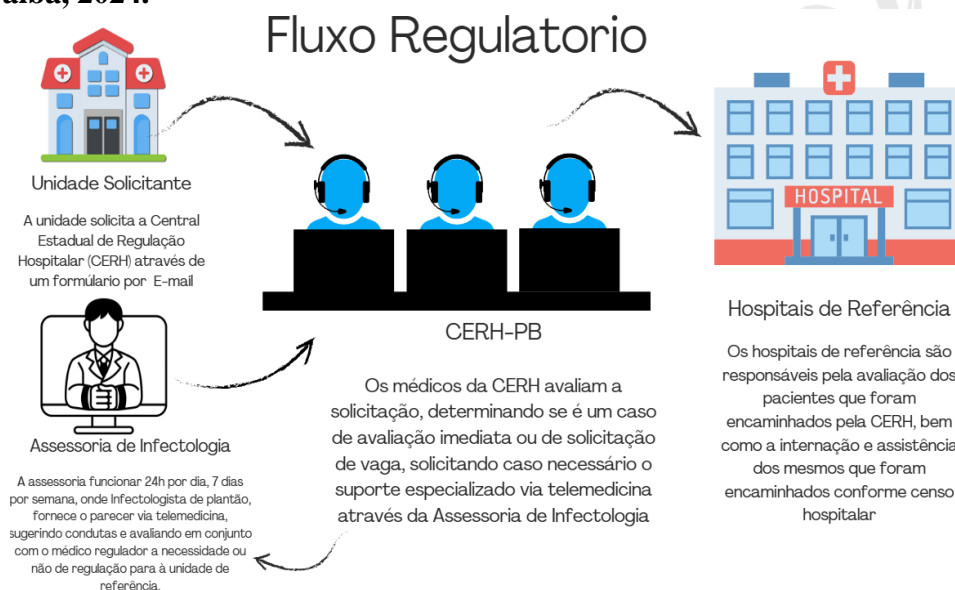 2024.
Fluxo Regulatorio
Unidade Solicitante
A unidade solicita a Central
Estadual de Regulação
Hospitalar (CERH) através de
um formúlario por E-mail
Assessoria de Infectologia
A assessoria funcionar 24h por dia, 7 dias
por semana, onde Infectologista de plantão,
fornece o parecer via telemedicina,
sugerindo condutas e avaliando em conjunto
com o médico regulador a necessidade ou
não de regulação para à unidade de
referência.
CERH-PB
Os médicos da CERH avaliam a
solicitação, determinando se é um caso
de avaliação imediata ou de solicitação
de vaga, solicitando caso necessário o
suporte especializado via telemedicina
através da Assessoria de Infectologia
HOSPITAL
Hospitais de Referência
Os hospitais de referência são
responsáveis pela avaliação dos
pacientes que foram
encaminhados pela CERH, bem
como a internação e assistência
dos mesmos que foram
encaminhados conforme censo
hospitalar